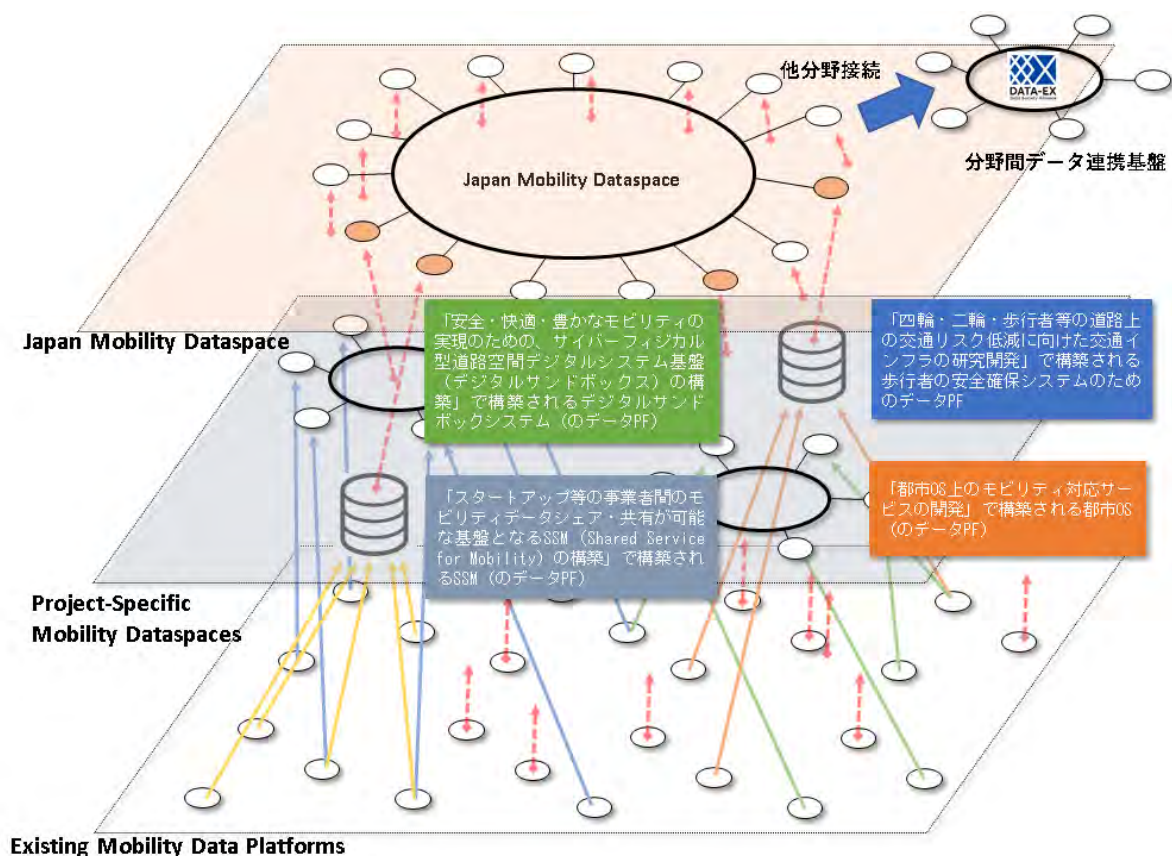 他分野接続
DATA-EX
分野間データ連携基盤
Japan Mobility Dataspace
Japan Mobility Dataspace
「安全・快適・豊かなモビリティの
実現のための、サイバーフィジカル
型道路空間デジタルシステム基盤
(デジタルサンドボックス)の構
築」で構築されるデジタルサンド
ボックシステム(のデータPF)
「四輪・二輪・歩行者等の道路上
の交通リスク低減に向けた交通イ
ンフラの研究開発」で構築される
歩行者の安全確保システムのため
のデータPF
「スタートアップ等の事業者間のモ
ビリティデータシェア・共有が可能
な基盤となるSSM(Shared Service
for Mobility)の構築」で構築され
るSSM(のデータPF)
「都市OS上のモビリティ対応サー
ビスの開発」で構築される都市OS
(のデータPF)
Project-Specific
Mobility Dataspaces
Existing Mobility Data Platforms